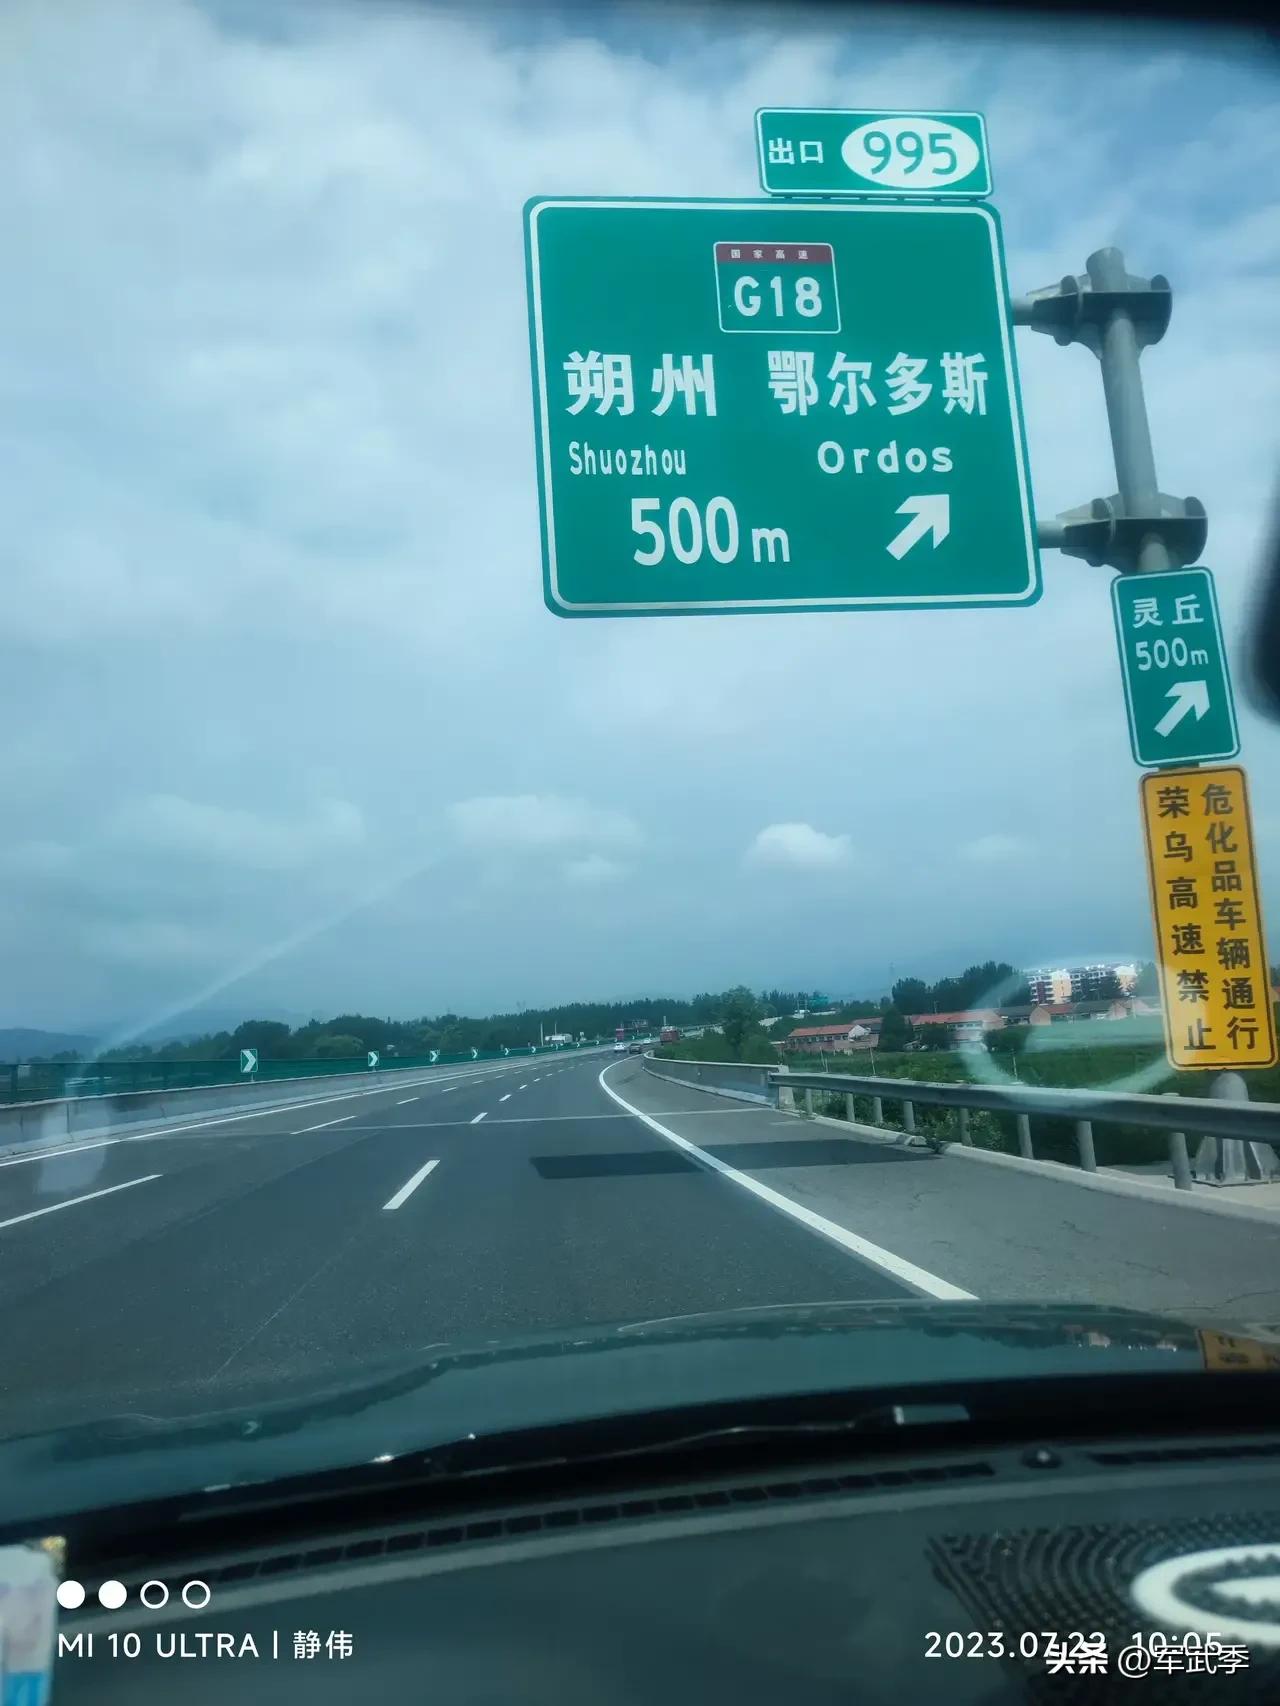 出口 995
国家高速
G18
朔州 鄂尔多斯
Shuozhou Ordos
500m
灵丘
500m
危化品车辆通行
荣乌高速禁止
MI 10 ULTRA | 静伟
2023.07.22 10:05
头条 @军武季